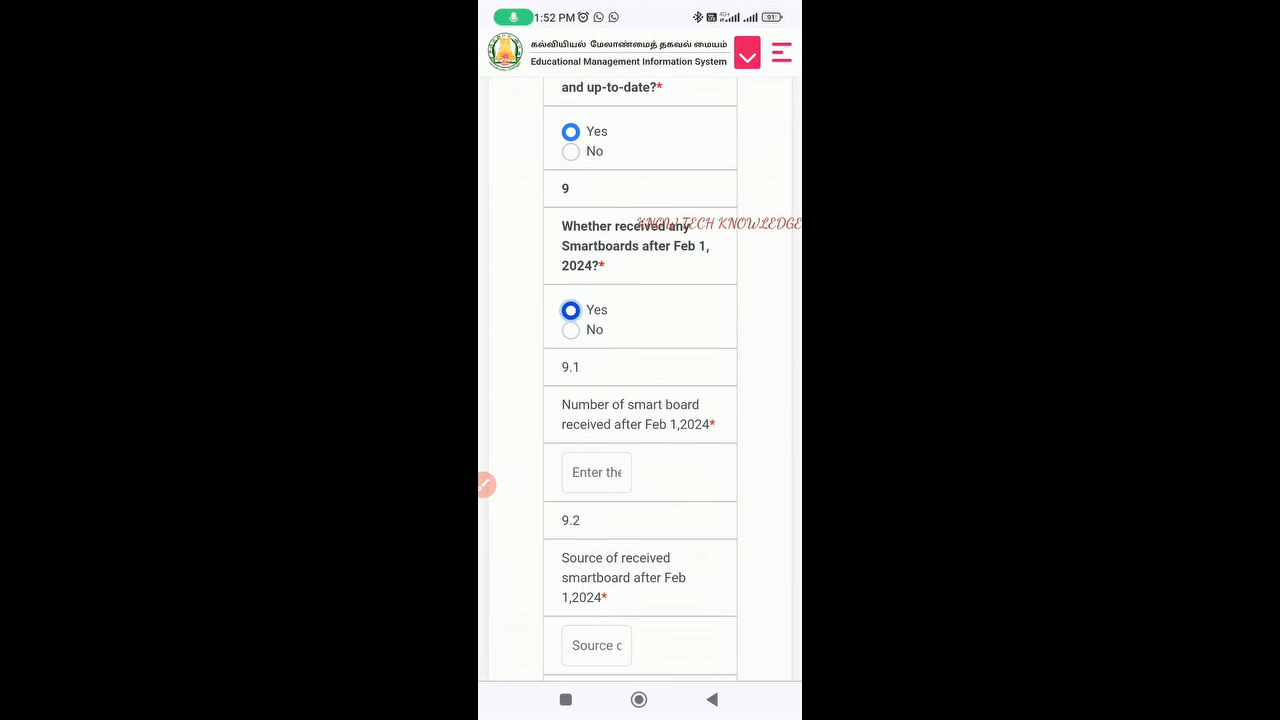 1:52 PM
4G+
91
கல்வியியல் மேலாண்மைத் தகவல் மையம்
Educational Management Information System
and up-to-date?*
Yes
No
9
KNOW TECH KNOWLEDGE
Whether received any
Smartboards after Feb 1,
2024?*
Yes
No
9.1
Number of smart board
received after Feb 1,2024*
Enter the
9.2
Source of received
smartboard after Feb
1,2024*
Source o